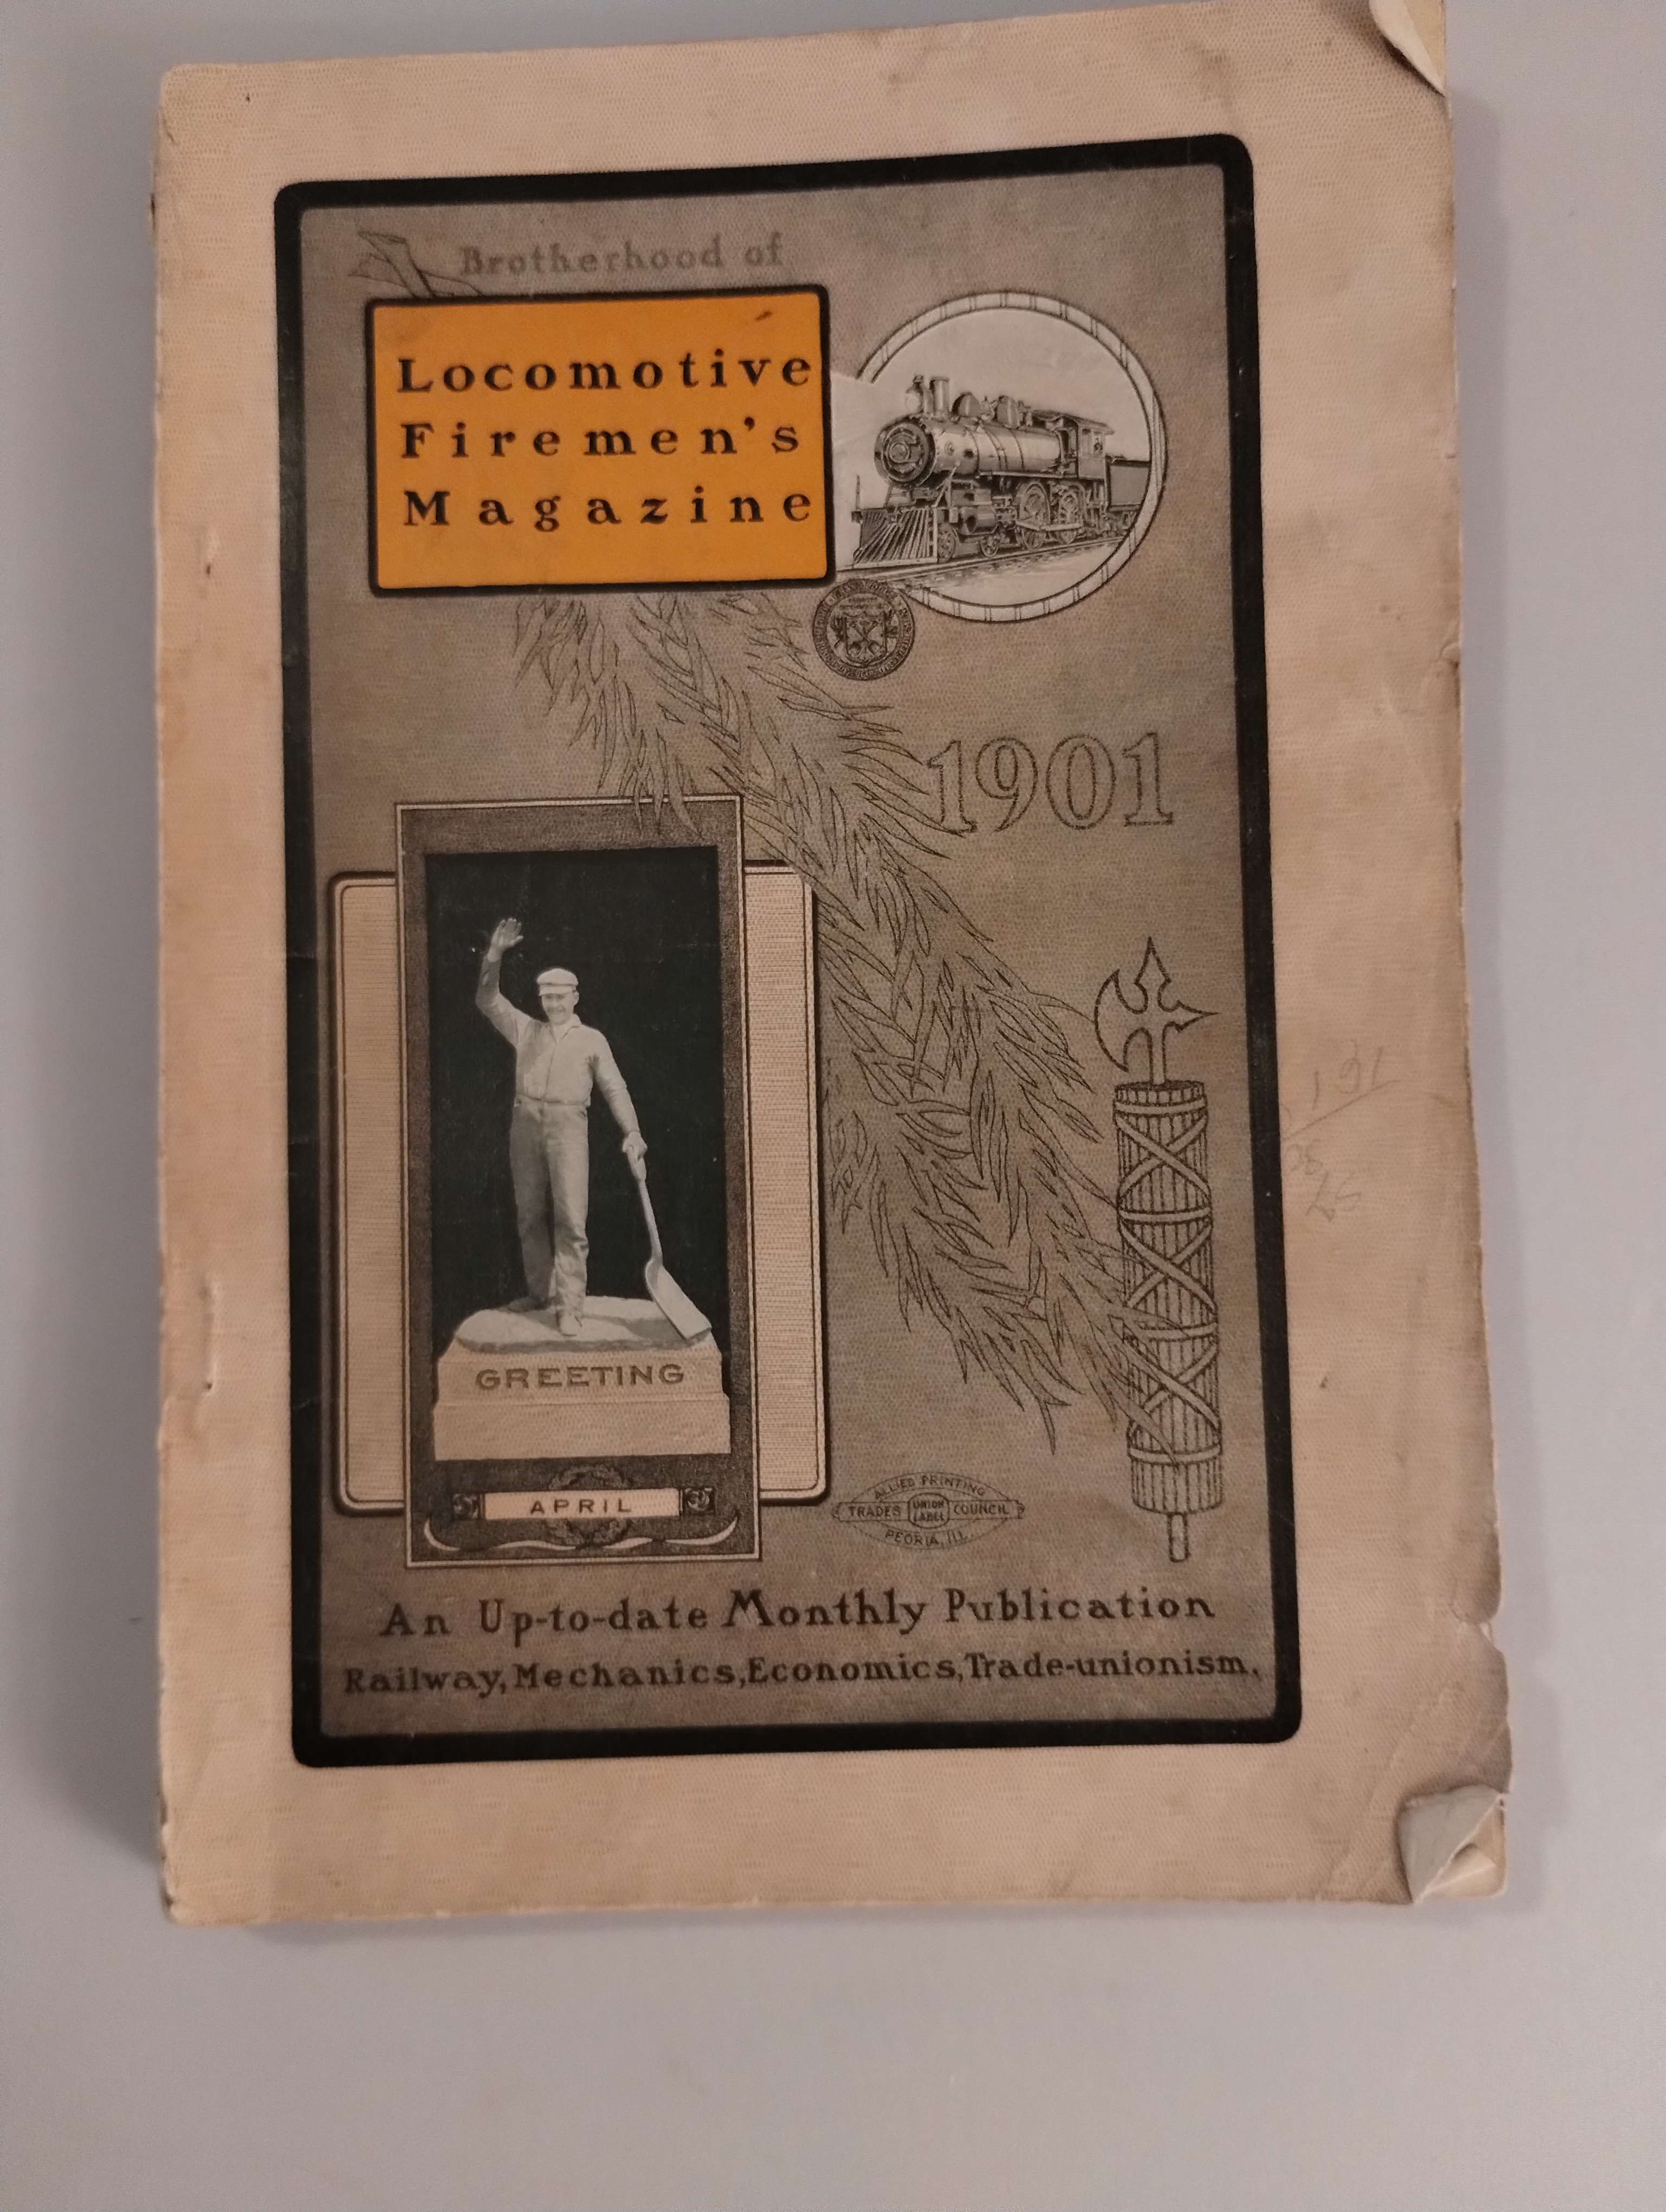 Brotherhood of
Locomotive
Firemen's
Magazine
1901
GREETING
APRIL
ALLIED PRINTING
TRADES UNION LABEL COUNCIL
PEORIA, ILL.
An Up-to-date Monthly Publication
Railway, Mechanics, Economics, Trade-unionism.